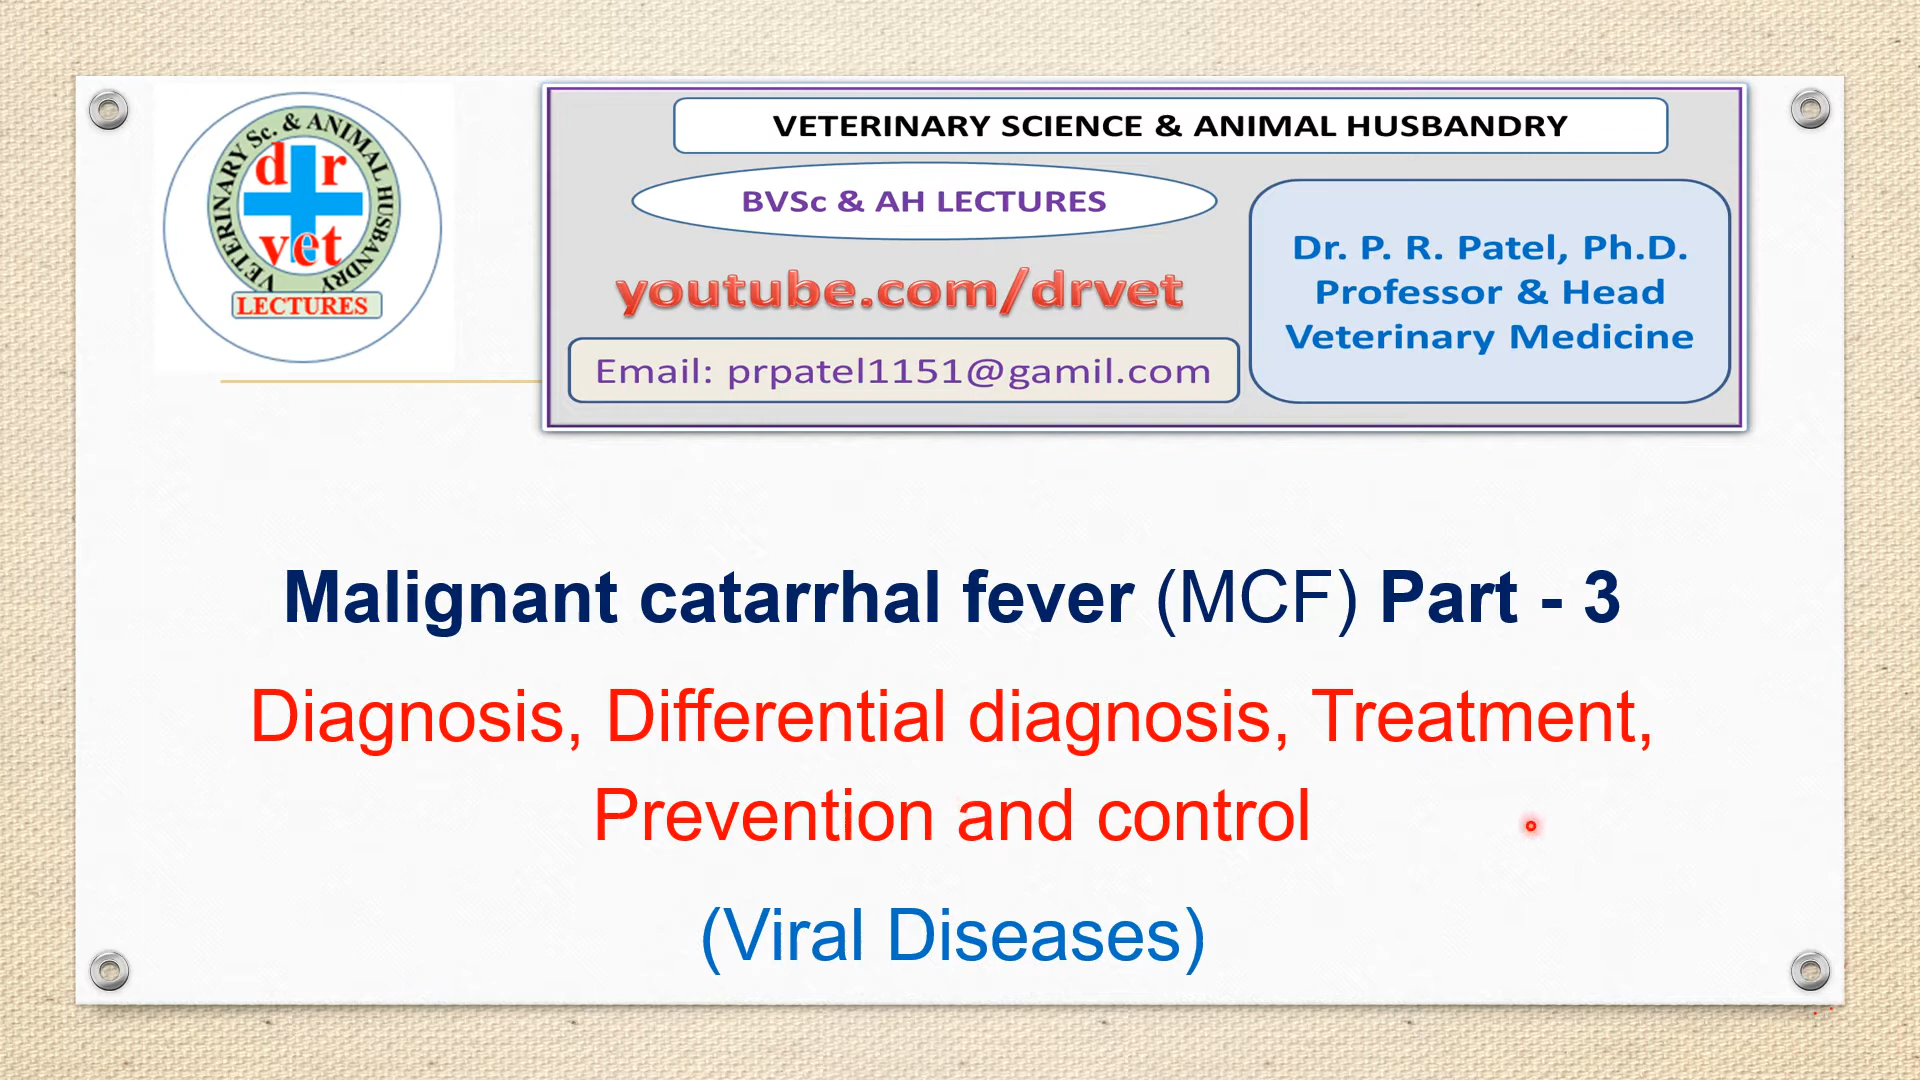 VETERINARY Sc. & ANIMAL HUSBANDRY
d r
vet
LECTURES
VETERINARY SCIENCE & ANIMAL HUSBANDRY
BVSc & AH LECTURES
youtube.com/drvet
Email: prpatel1151@gamil.com
Dr. P. R. Patel, Ph.D.
Professor & Head
Veterinary Medicine
Malignant catarrhal fever (MCF) Part - 3
Diagnosis, Differential diagnosis, Treatment,
Prevention and control
(Viral Diseases)